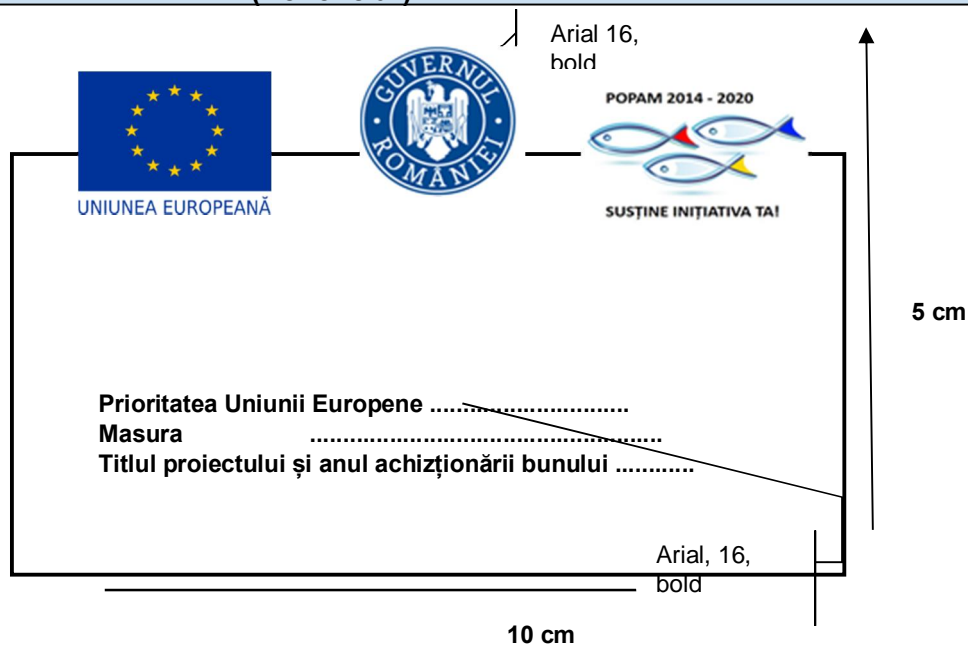 Arial 16,
bold
GUVERNUL ROMÂNIEI
POPAM 2014 - 2020
UNIUNEA EUROPEANĂ
SUSȚINE INIȚIATIVA TA!
5 cm
Prioritatea Uniunii Europene ..............................
Masura .....................................................
Titlul proiectului și anul achizționării bunului ............
Arial, 16,
bold
10 cm